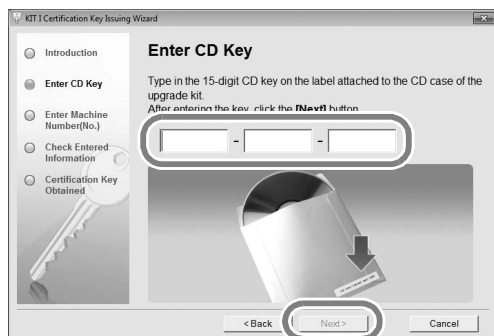 KIT I Certification Key Issuing Wizard
Introduction
Enter CD Key
Enter Machine
Number(No.)
Check Entered
Information
Certification Key
Obtained
Enter CD Key
Type in the 15-digit CD key on the label attached to the CD case of the
upgrade kit.
After entering the key, click the [Next] button.
- -
< Back Next > Cancel